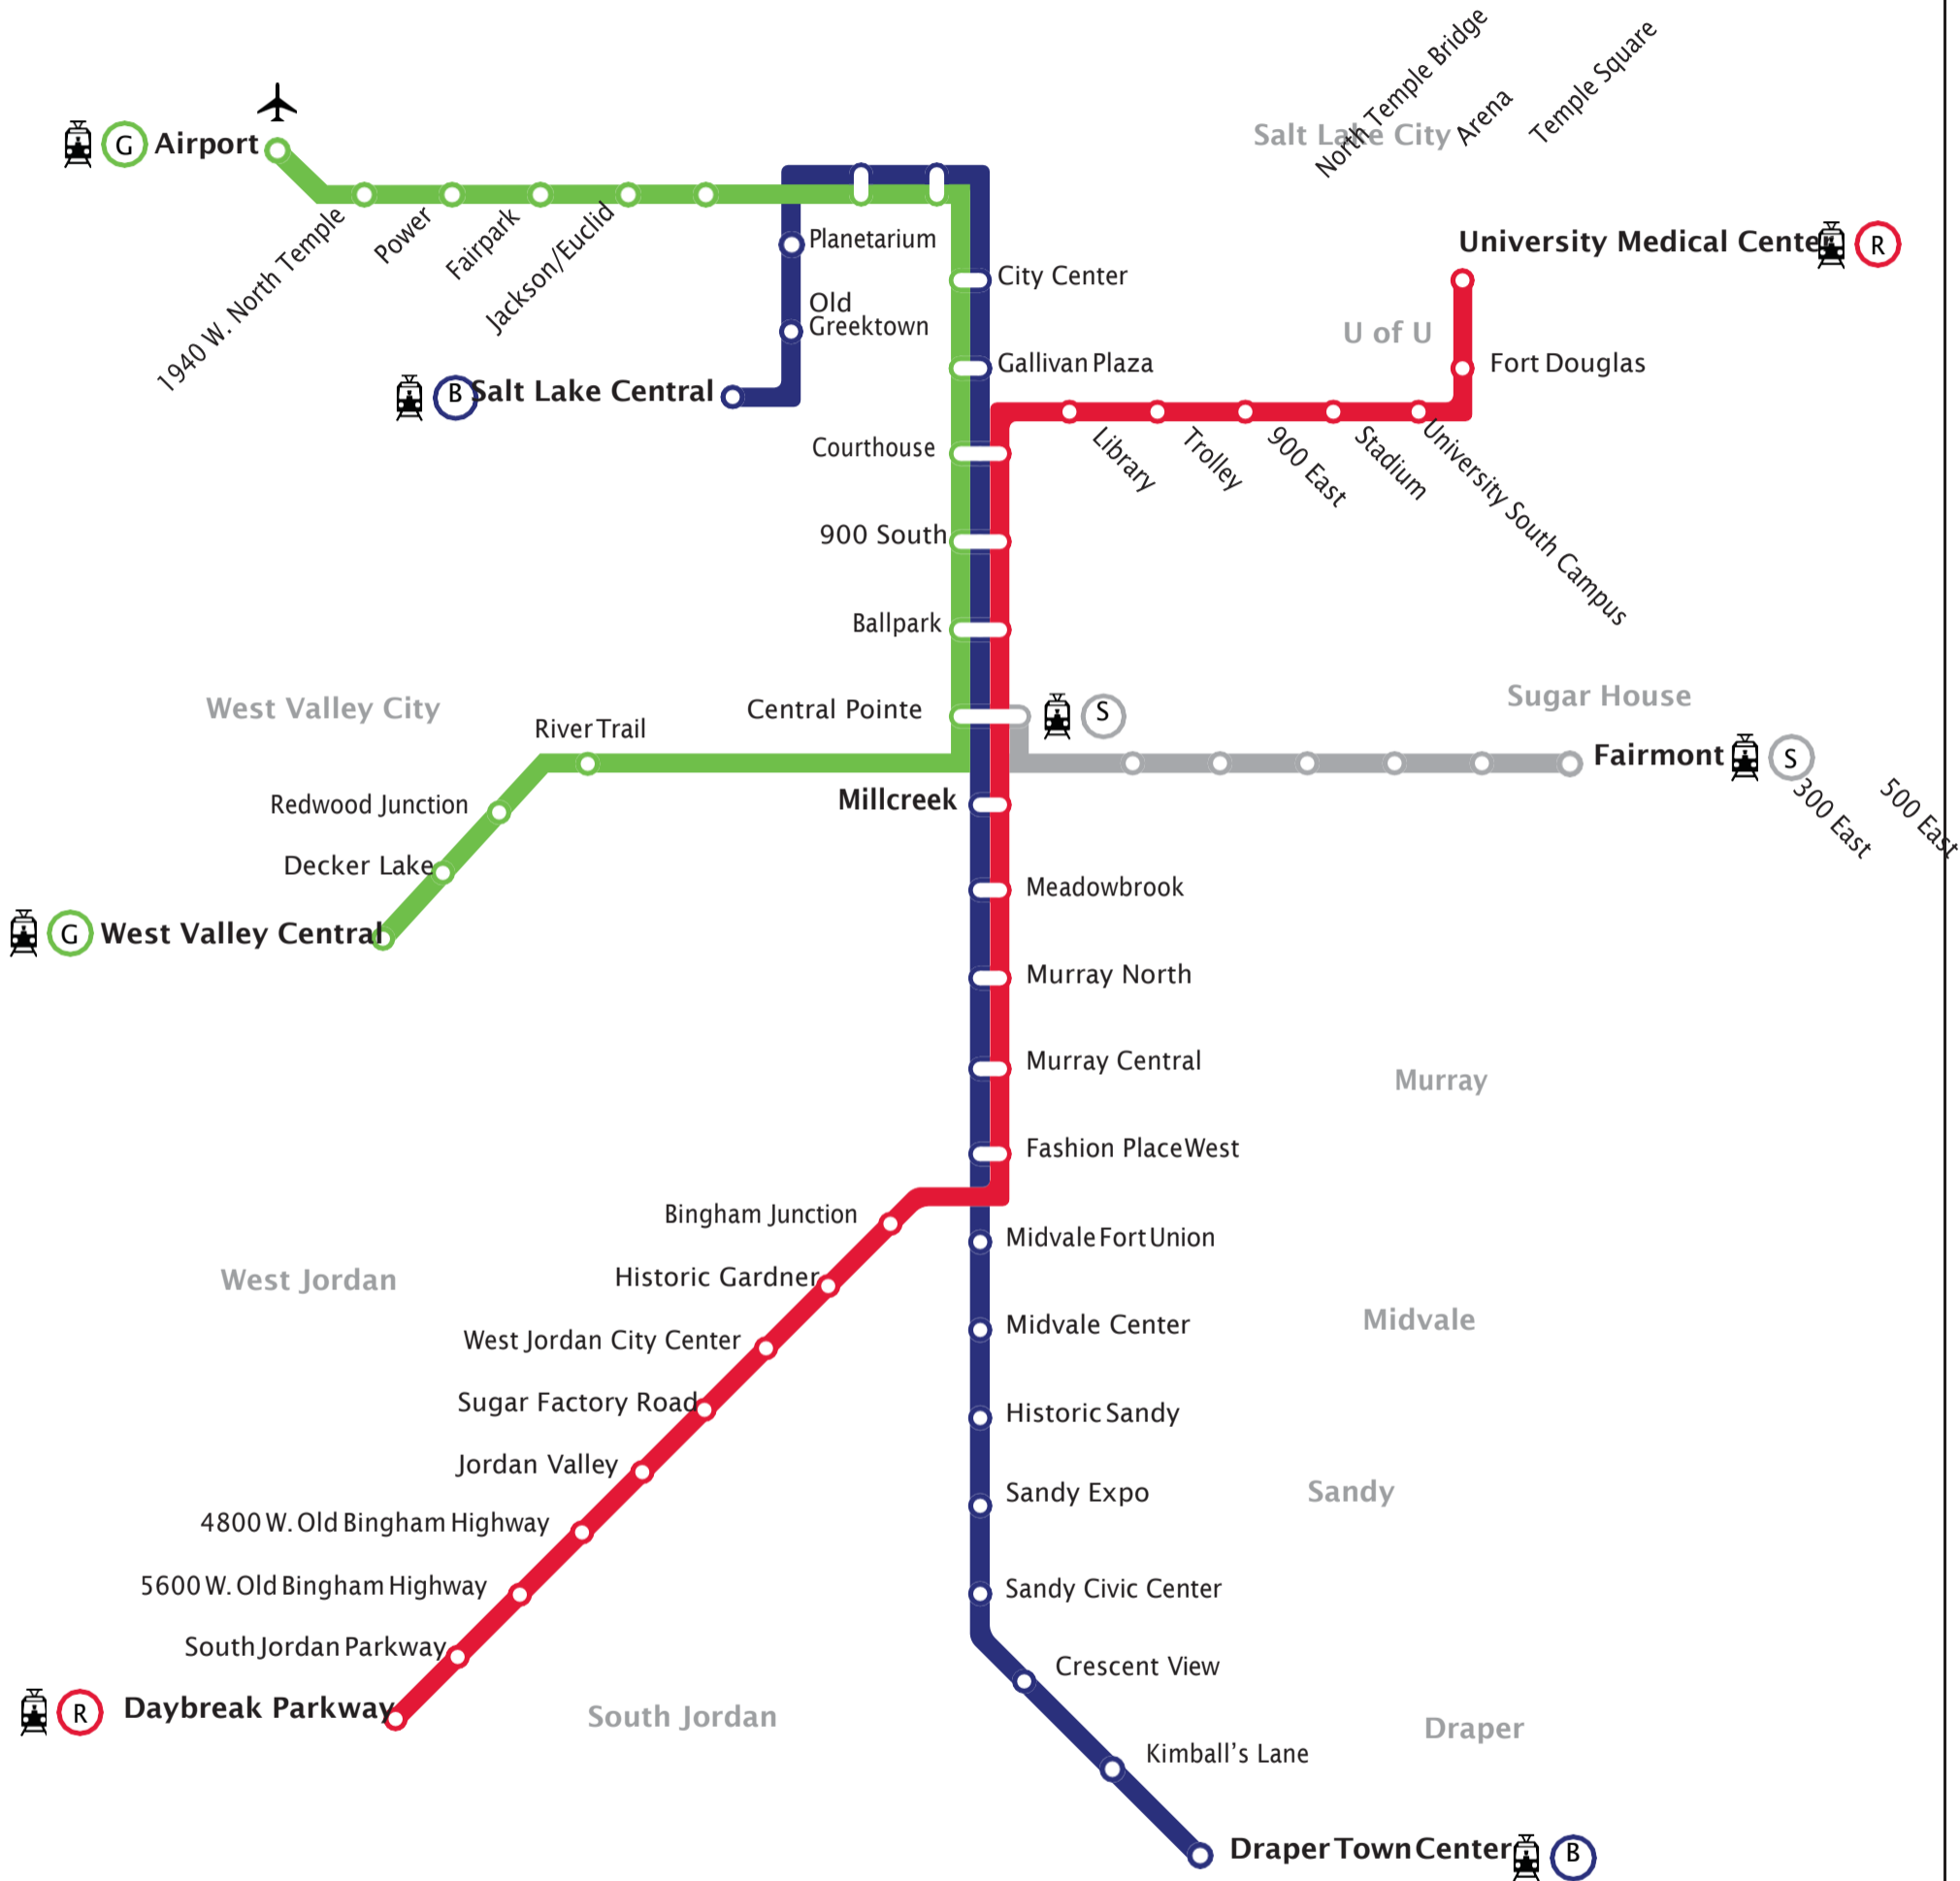 North Temple Bridge
Arena
Temple Square
Salt Lake City
G Airport
1940 W. North Temple
Power
Fairpark
Jackson/Euclid
Planetarium
Old
Greektown
B Salt Lake Central
City Center
Gallivan Plaza
University Medical Center R
U of U
Fort Douglas
Library
Trolley
900 East
Stadium
University South Campus
Courthouse
900 South
Ballpark
Central Pointe
S
West Valley City
Sugar House
River Trail
Fairmont S
300 East
500 East
Redwood Junction
Millcreek
Decker Lake
G West Valley Central
Meadowbrook
Murray North
Murray Central
Murray
Fashion Place West
Bingham Junction
Midvale Fort Union
Historic Gardner
West Jordan
Midvale Center
Midvale
West Jordan City Center
Sugar Factory Road
Historic Sandy
Jordan Valley
Sandy Expo
Sandy
4800 W. Old Bingham Highway
5600 W. Old Bingham Highway
Sandy Civic Center
South Jordan Parkway
Crescent View
R Daybreak Parkway
South Jordan
Draper
Kimball’s Lane
Draper Town Center B